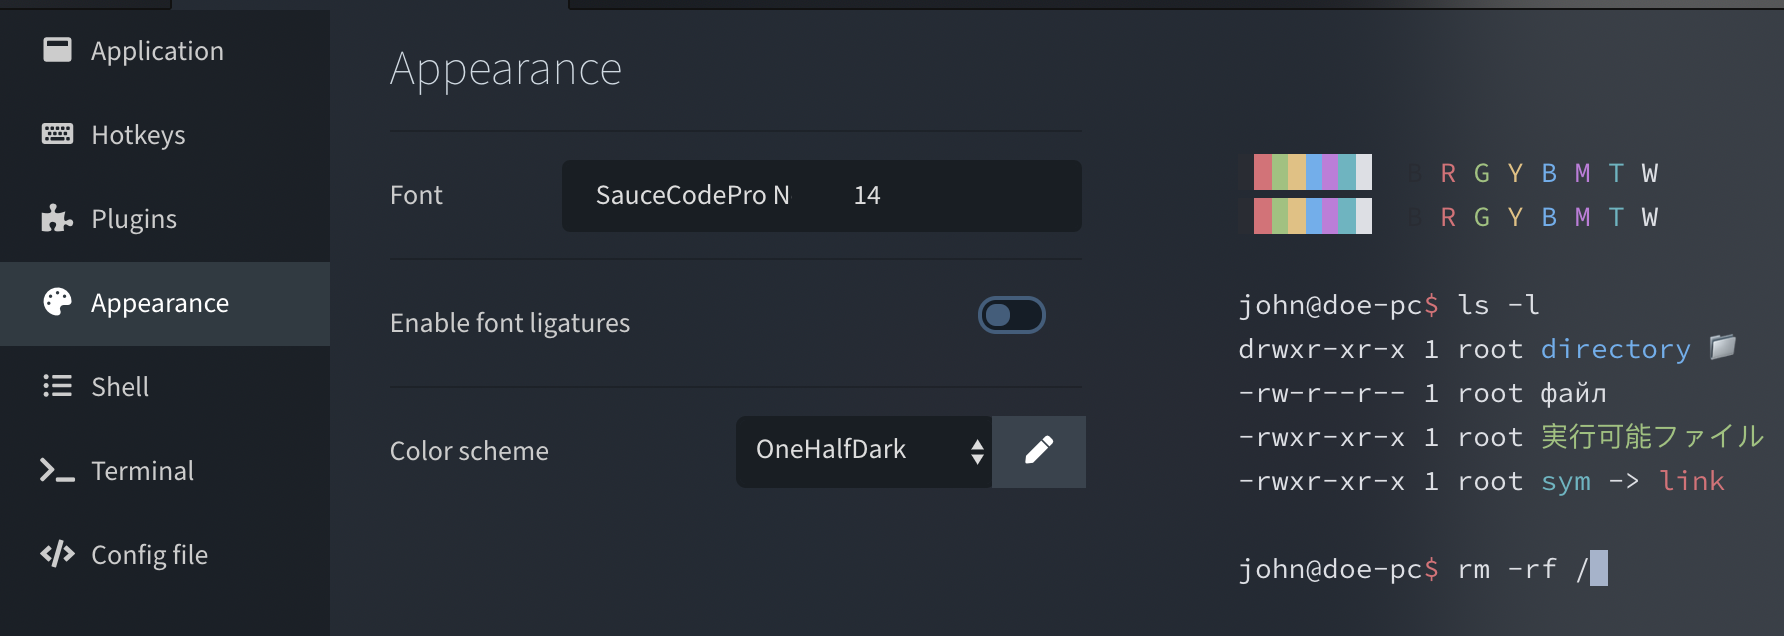 Application
Hotkeys
Plugins
Appearance
Shell
Terminal
Config file
Appearance
Font
SauceCodePro N 14
Enable font ligatures
Color scheme
OneHalfDark
B R G Y B M T W
B R G Y B M T W
john@doe-pc$ ls -l
drwxr-xr-x 1 root directory
-rw-r--r-- 1 root файл
-rwxr-xr-x 1 root 実行可能ファイル
-rwxr-xr-x 1 root sym -> link
john@doe-pc$ rm -rf /